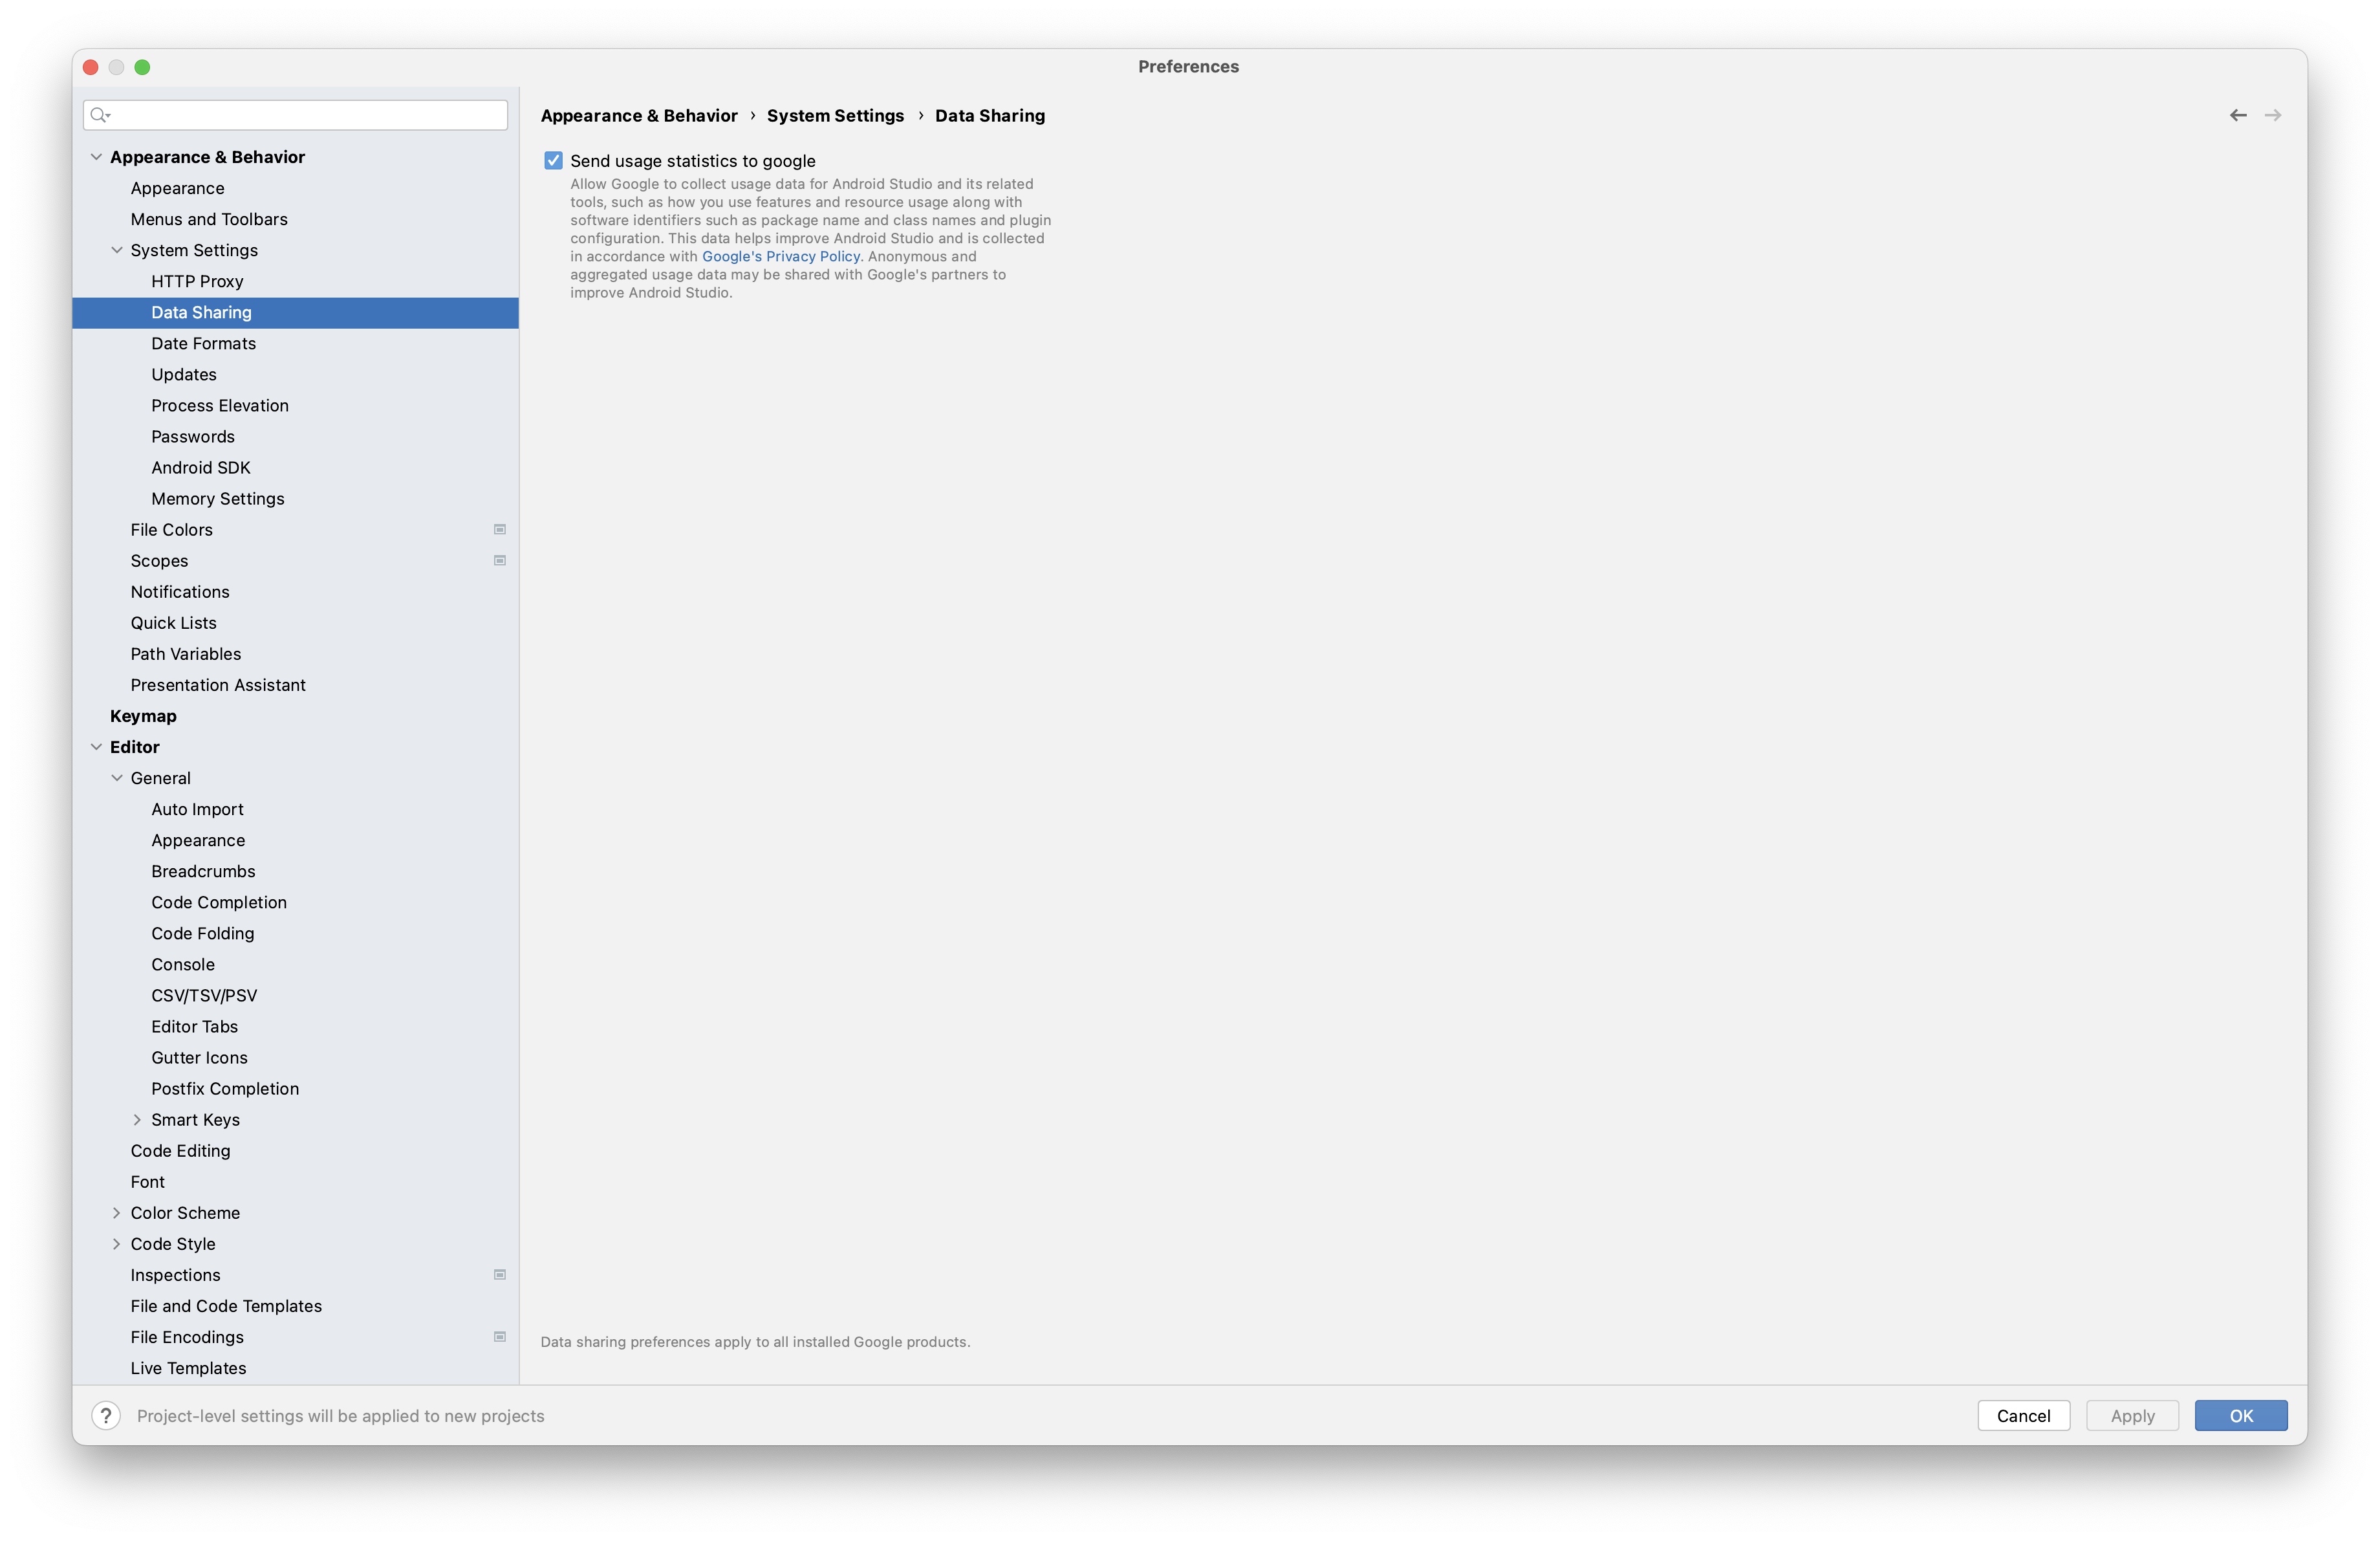 Preferences
Appearance & Behavior
Appearance
Menus and Toolbars
System Settings
HTTP Proxy
Data Sharing
Date Formats
Updates
Process Elevation
Passwords
Android SDK
Memory Settings
File Colors
Scopes
Notifications
Quick Lists
Path Variables
Presentation Assistant
Keymap
Editor
General
Auto Import
Appearance
Breadcrumbs
Code Completion
Code Folding
Console
CSV/TSV/PSV
Editor Tabs
Gutter Icons
Postfix Completion
Smart Keys
Code Editing
Font
Color Scheme
Code Style
Inspections
File and Code Templates
File Encodings
Live Templates
Appearance & Behavior › System Settings › Data Sharing
Send usage statistics to google
Allow Google to collect usage data for Android Studio and its related
tools, such as how you use features and resource usage along with
software identifiers such as package name and class names and plugin
configuration. This data helps improve Android Studio and is collected
in accordance with Google's Privacy Policy. Anonymous and
aggregated usage data may be shared with Google's partners to
improve Android Studio.
Data sharing preferences apply to all installed Google products.
? Project-level settings will be applied to new projects
Cancel Apply OK